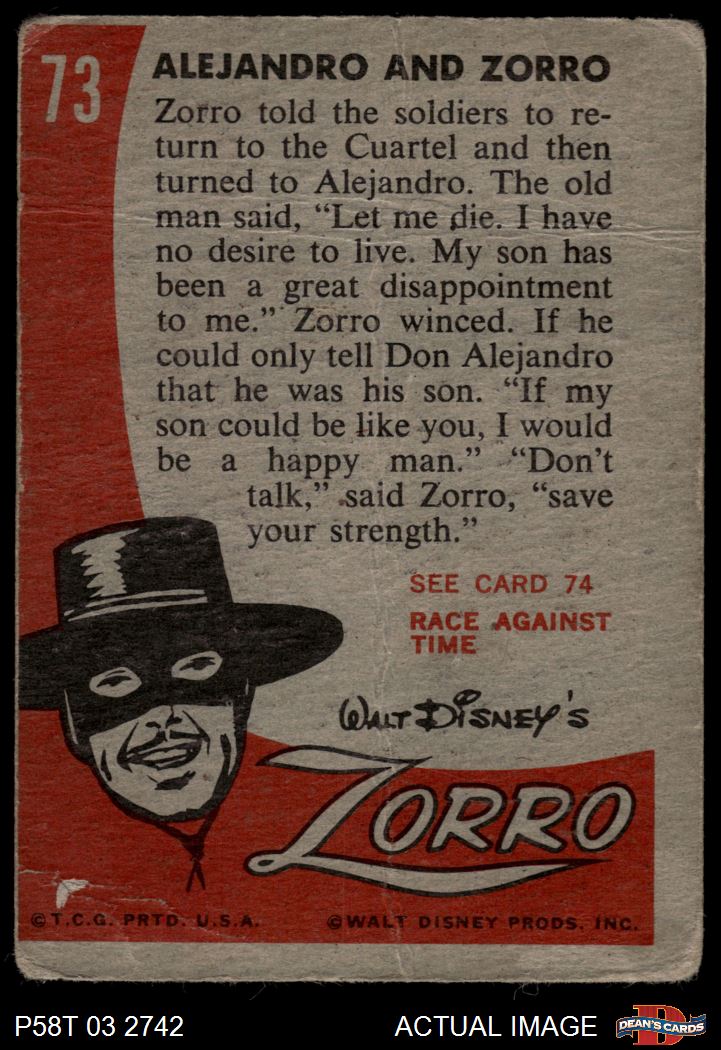 73
ALEJANDRO AND ZORRO
Zorro told the soldiers to re-
turn to the Cuartel and then
turned to Alejandro. The old
man said, “Let me die. I have
no desire to live. My son has
been a great disappointment
to me.” Zorro winced. If he
could only tell Don Alejandro
that he was his son. “If my
son could be like you, I would
be a happy man.” “Don't
talk,” said Zorro, “save
your strength.”
SEE CARD 74
RACE AGAINST
TIME
WALT DISNEY'S
ZORRO
© T.C.G. PRTD. U.S.A.
© WALT DISNEY PRODS. INC.
P58T 03 2742
ACTUAL IMAGE
D
DEAN'S CARDS